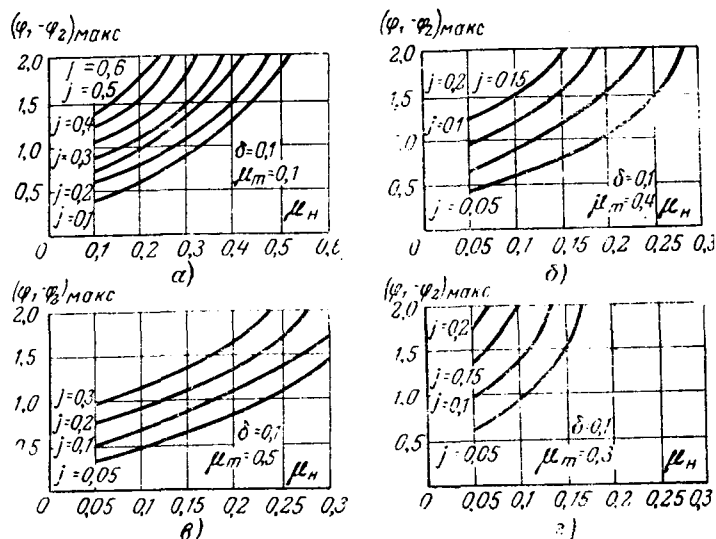 (φ₁-φ₂)макс
2,0
j=0,6
j=0,5
1,5
j=0,4
1,0
j=0,3
δ=0,1
μm=0,1
0,5
j=0,2
j=0,1
μн
0 0,1 0,2 0,3 0,4 0,5
а)
(φ₁-φ₂)макс
2,0
j=0,2 j=0,15
1,5
j=0,1
1,0
0,5
δ=0,1
μm=0,4
j=0,05
μн
0 0,05 0,1 0,15 0,2 0,25 0,3
б)
(φ₁-φ₂)макс
2,0
1,5
j=0,3
1,0
j=0,2
j=0,1
δ=0,1
μm=0,5
j=0,05
μн
0 0,05 0,1 0,15 0,2 0,25 0,3
в)
(φ₁-φ₂)макс
2,0
j=0,2
1,5
j=0,15
1,0
j=0,1
0,5
δ=0,1
μm=0,3
j=0,05
μн
0 0,05 0,1 0,15 0,2 0,25 0,3
г)